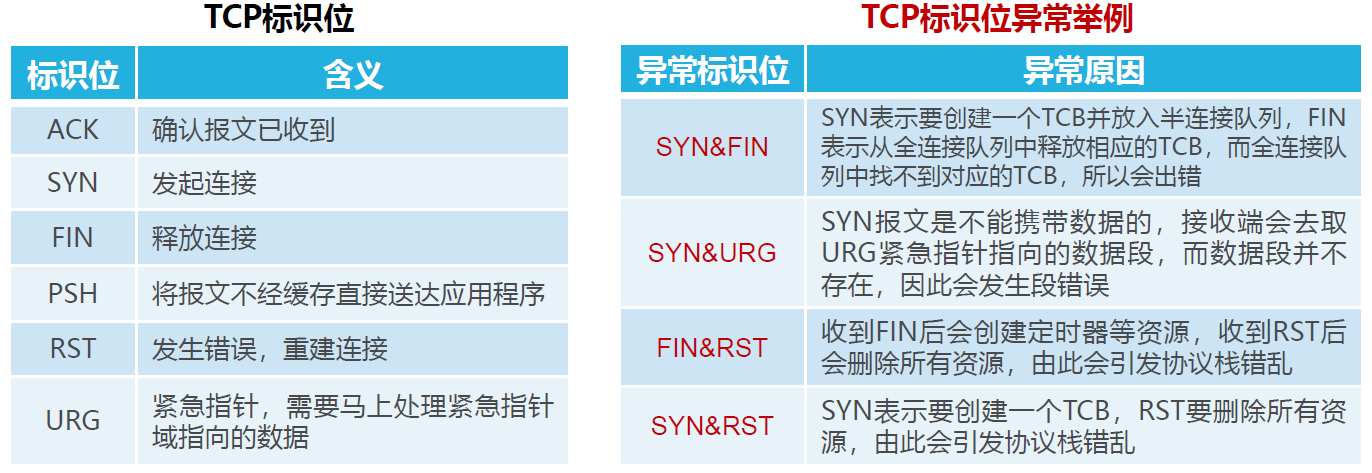 TCP标识位
标识位 含义
ACK 确认报文已收到
SYN 发起连接
FIN 释放连接
PSH 将报文不经缓存直接送达应用程序
RST 发生错误，重建连接
URG 紧急指针，需要马上处理紧急指针
域指向的数据
TCP标识位异常举例
异常标识位 异常原因
SYN&FIN
SYN表示要创建一个TCB并放入半连接队列，FIN
表示从全连接队列中释放相应的TCB，而全连接队
列中找不到对应的TCB，所以会出错
SYN&URG
SYN报文是不能携带数据的，接收端会去取
URG紧急指针指向的数据段，而数据段并不
存在，因此会发生段错误
FIN&RST
收到FIN后会创建定时器等资源，收到RST后
会删除所有资源，由此会引发协议栈错乱
SYN&RST
SYN表示要创建一个TCB，RST要删除所有资
源，由此会引发协议栈错乱